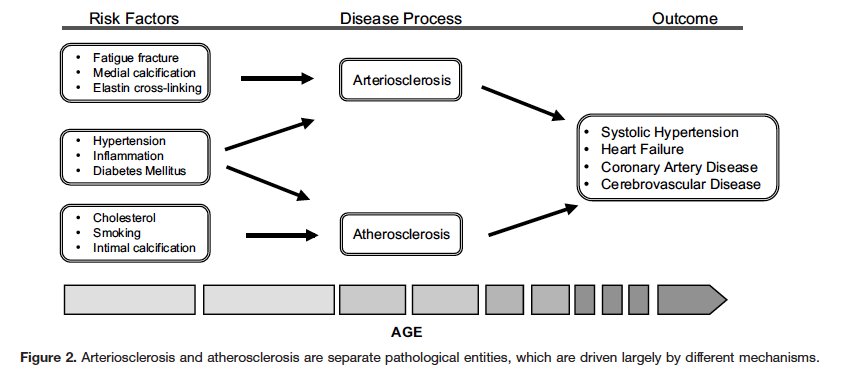 Risk Factors
Disease Process
Outcome
• Fatigue fracture
• Medial calcification
• Elastin cross-linking
Arteriosclerosis
• Hypertension
• Inflammation
• Diabetes Mellitus
• Systolic Hypertension
• Heart Failure
• Coronary Artery Disease
• Cerebrovascular Disease
• Cholesterol
• Smoking
• Intimal calcification
Atherosclerosis
AGE
Figure 2. Arteriosclerosis and atherosclerosis are separate pathological entities, which are driven largely by different mechanisms.